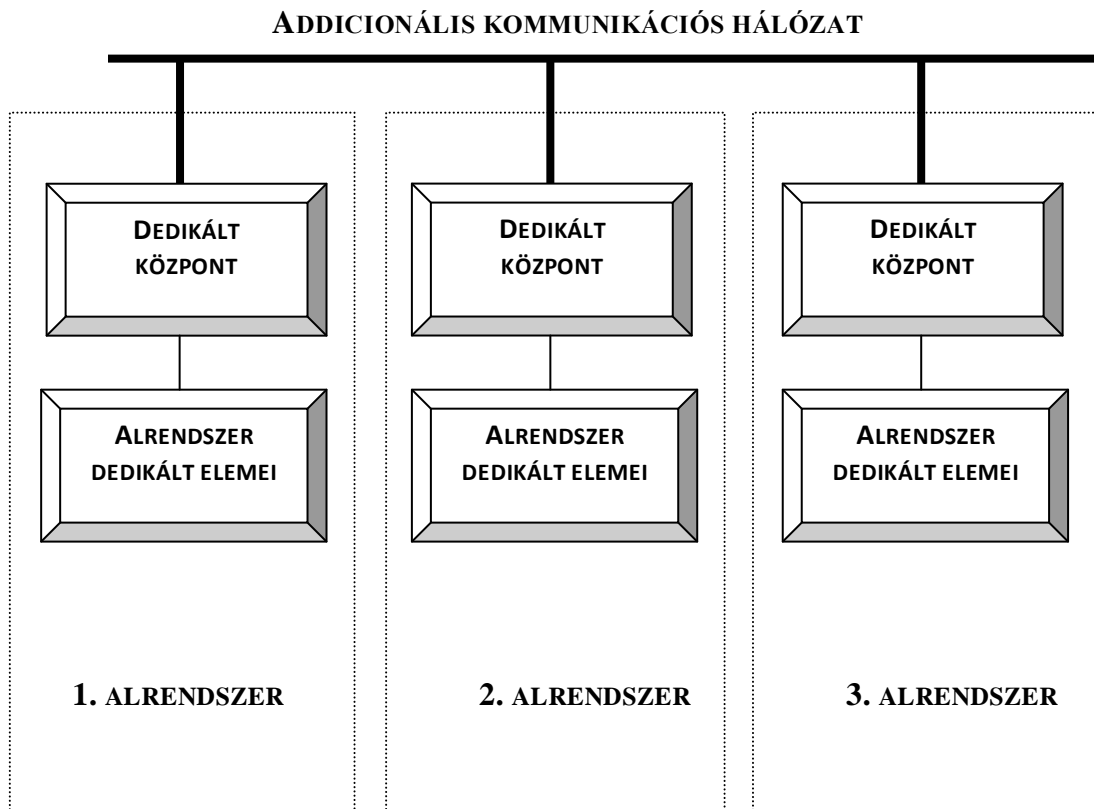 ADDICIONÁLIS KOMMUNIKÁCIÓS HÁLÓZAT
DEDIKÁLT
KÖZPONT
DEDIKÁLT
KÖZPONT
DEDIKÁLT
KÖZPONT
ALRENDSZER
DEDIKÁLT ELEMEI
ALRENDSZER
DEDIKÁLT ELEMEI
ALRENDSZER
DEDIKÁLT ELEMEI
1. ALRENDSZER
2. ALRENDSZER
3. ALRENDSZER